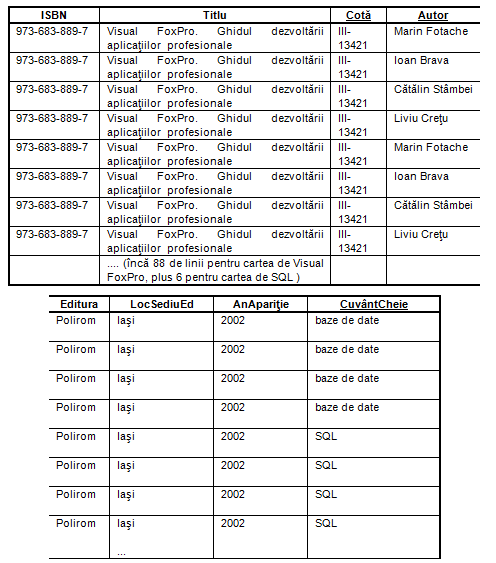 ISBN Titlu Cotă Autor
973-683-889-7 Visual FoxPro. Ghidul dezvoltării III- Marin Fotache
aplicaţiilor profesionale 13421
973-683-889-7 Visual FoxPro. Ghidul dezvoltării III- Ioan Brava
aplicaţiilor profesionale 13421
973-683-889-7 Visual FoxPro. Ghidul dezvoltării III- Cătălin Stâmbei
aplicaţiilor profesionale 13421
973-683-889-7 Visual FoxPro. Ghidul dezvoltării III- Liviu Creţu
aplicaţiilor profesionale 13421
973-683-889-7 Visual FoxPro. Ghidul dezvoltării III- Marin Fotache
aplicaţiilor profesionale 13421
973-683-889-7 Visual FoxPro. Ghidul dezvoltării III- Ioan Brava
aplicaţiilor profesionale 13421
973-683-889-7 Visual FoxPro. Ghidul dezvoltării III- Cătălin Stâmbei
aplicaţiilor profesionale 13421
973-683-889-7 Visual FoxPro. Ghidul dezvoltării III- Liviu Creţu
aplicaţiilor profesionale 13421
.... (încă 88 de linii pentru cartea de Visual
FoxPro, plus 6 pentru cartea de SQL )
Editura LocSediuEd AnApariţie CuvântCheie
Polirom Iaşi 2002 baze de date
Polirom Iaşi 2002 baze de date
Polirom Iaşi 2002 baze de date
Polirom Iaşi 2002 baze de date
Polirom Iaşi 2002 SQL
Polirom Iaşi 2002 SQL
Polirom Iaşi 2002 SQL
Polirom Iaşi 2002 SQL
...